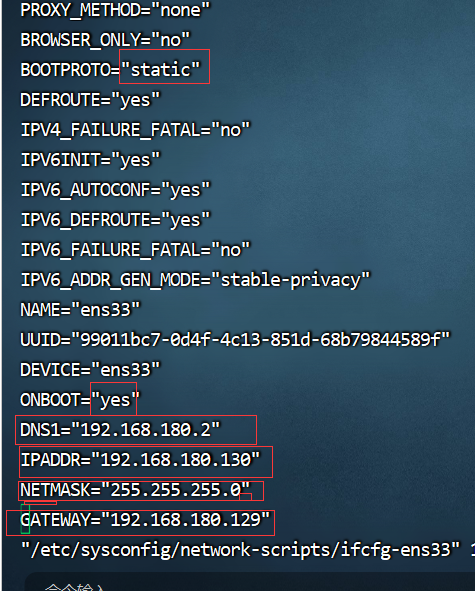 PROXY_METHOD="none"
BROWSER_ONLY="no"
BOOTPROTO="static"
DEFROUTE="yes"
IPV4_FAILURE_FATAL="no"
IPV6INIT="yes"
IPV6_AUTOCONF="yes"
IPV6_DEFROUTE="yes"
IPV6_FAILURE_FATAL="no"
IPV6_ADDR_GEN_MODE="stable-privacy"
NAME="ens33"
UUID="99011bc7-0d4f-4c13-851d-68b79844589f"
DEVICE="ens33"
ONBOOT="yes"
DNS1="192.168.180.2"
IPADDR="192.168.180.130"
NETMASK="255.255.255.0"
GATEWAY="192.168.180.129"
"/etc/sysconfig/network-scripts/ifcfg-ens33"